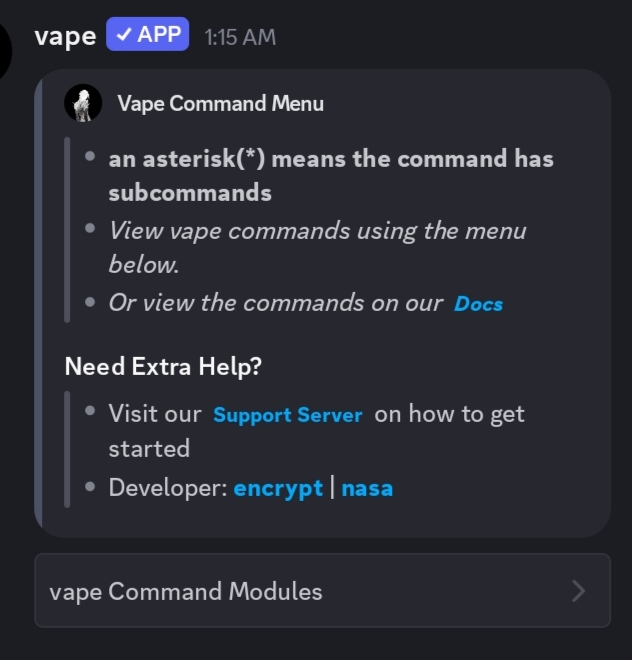 vape ✓ APP 1:15 AM
Vape Command Menu
• an asterisk(*) means the command has
subcommands
• View vape commands using the menu
below.
• Or view the commands on our Docs
Need Extra Help?
• Visit our Support Server on how to get
started
• Developer: encrypt | nasa
vape Command Modules